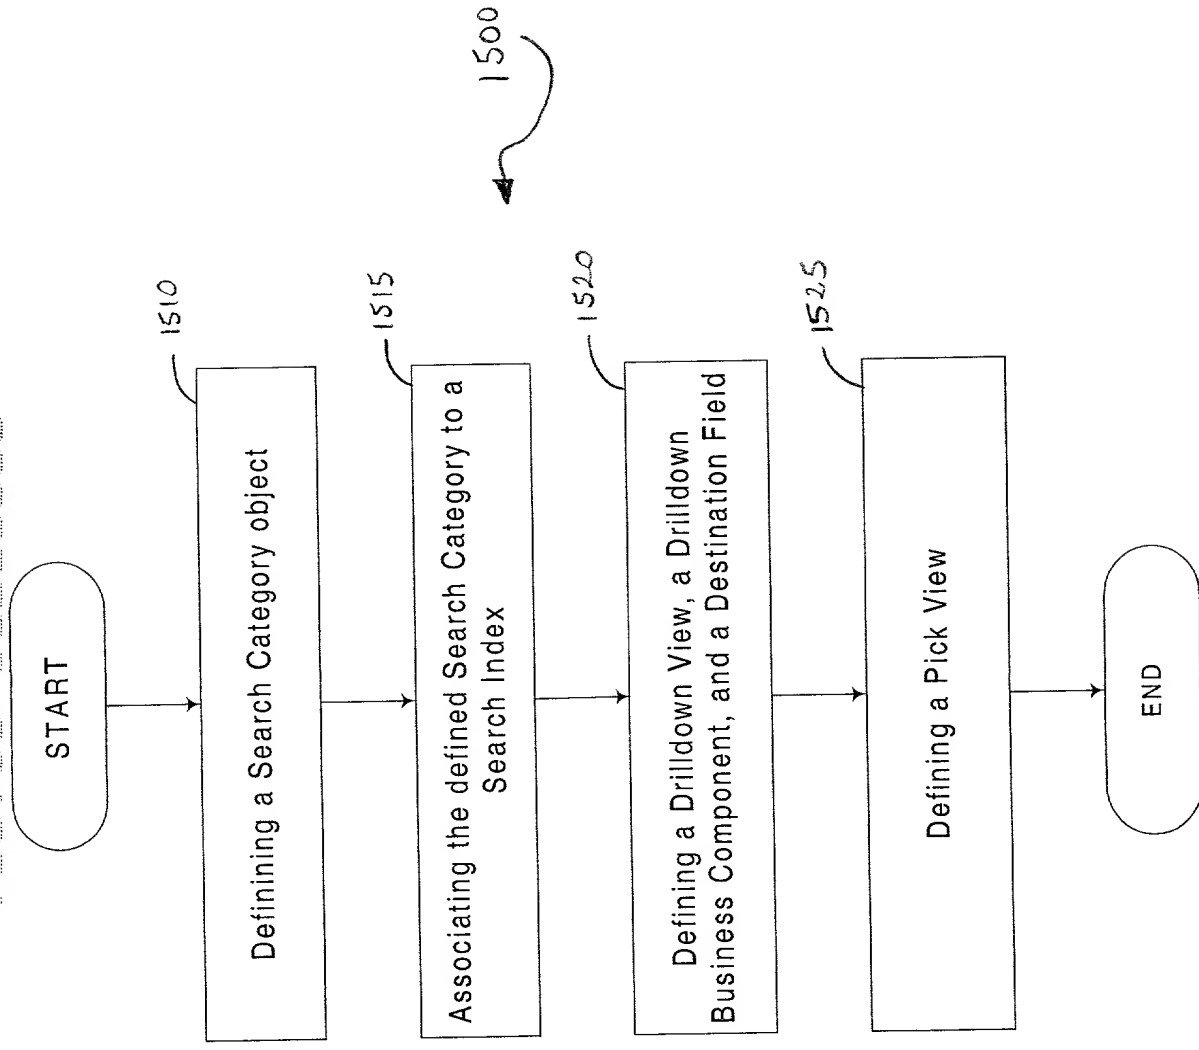 1500
START
1510
Definining a Search Category object
1515
Associating the defined Search Category to a
Search Index
1520
Defining a Drilldown View, a Drilldown
Business Component, and a Destination Field
1525
Defining a Pick View
END